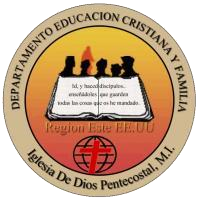 DEPARTAMENTO EDUCACION CRISTIANA Y FAMILIA
Id, y haced discipulos..
enseñándoles que guarden
todas las cosas que os he mandado.
Region Este EE.UU
Iglesia De Dios Pentecostal, M.I.